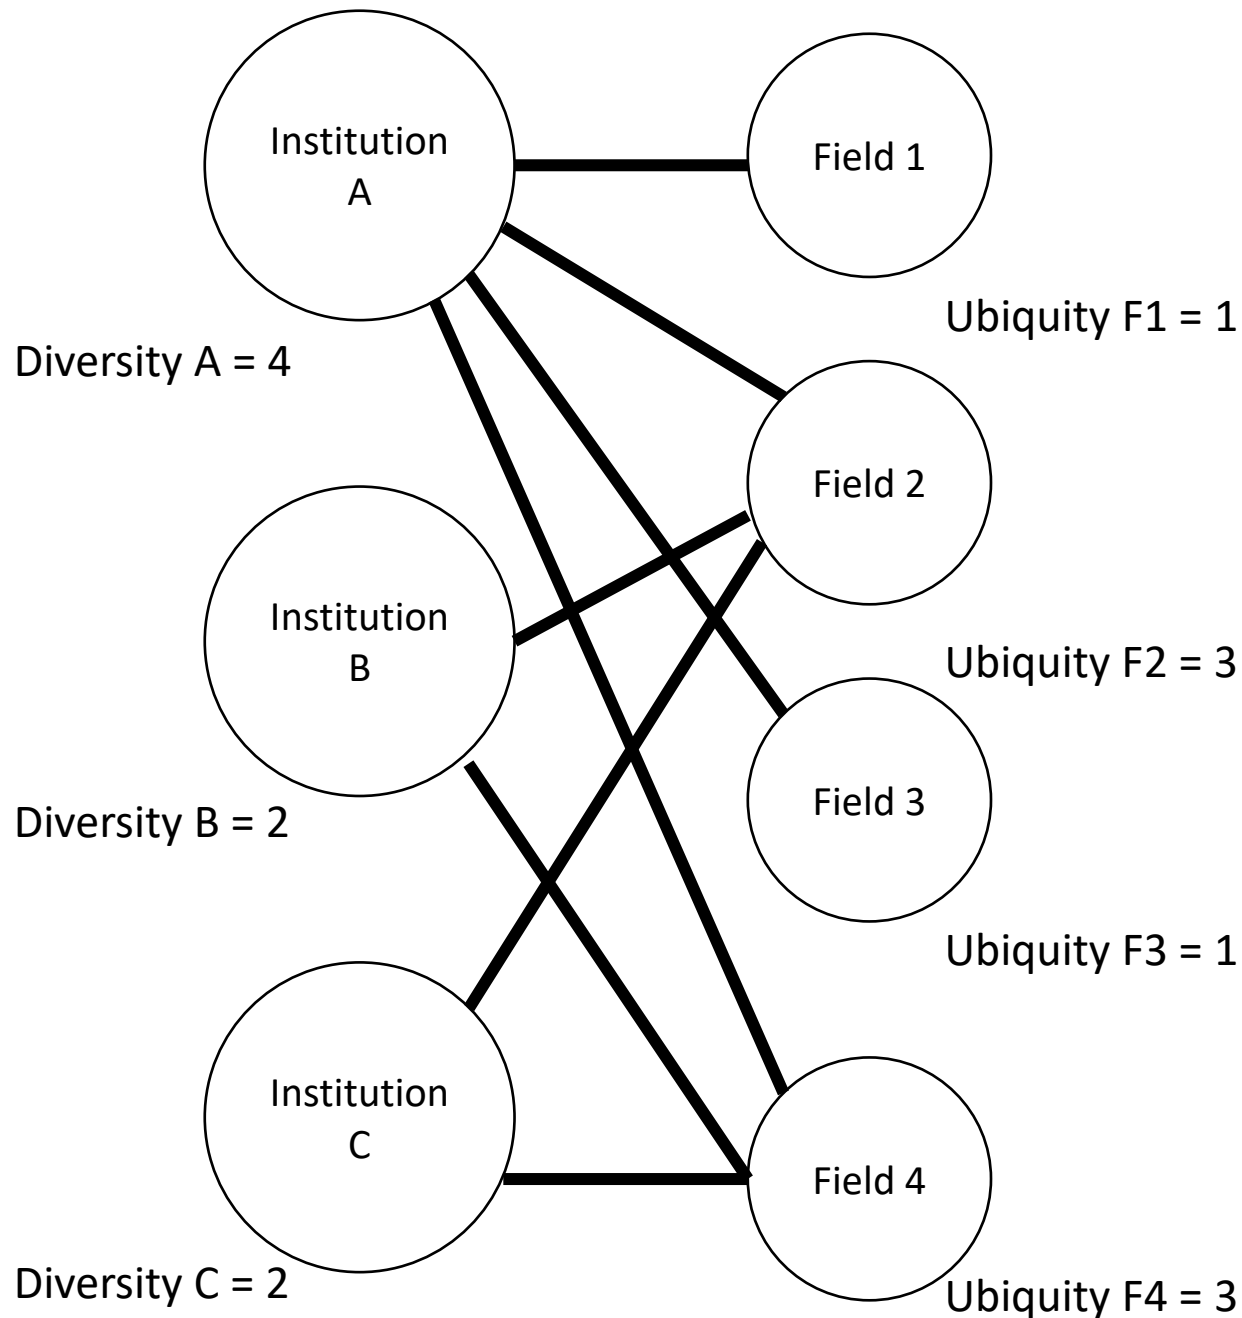 Institution
A
Field 1
Ubiquity F1 = 1
Diversity A = 4
Field 2
Institution
B
Ubiquity F2 = 3
Field 3
Diversity B = 2
Ubiquity F3 = 1
Institution
C
Field 4
Diversity C = 2
Ubiquity F4 = 3